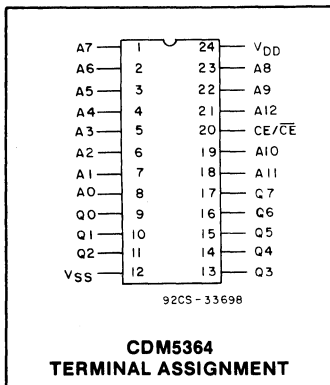 A7 1 24 VDD
A6 2 23 A8
A5 3 22 A9
A4 4 21 A12
A3 5 20 CE/C̅E̅
A2 6 19 A10
A1 7 18 A11
A0 8 17 Q7
Q0 9 16 Q6
Q1 10 15 Q5
Q2 11 14 Q4
VSS 12 13 Q3
92CS-33698
CDM5364
TERMINAL ASSIGNMENT